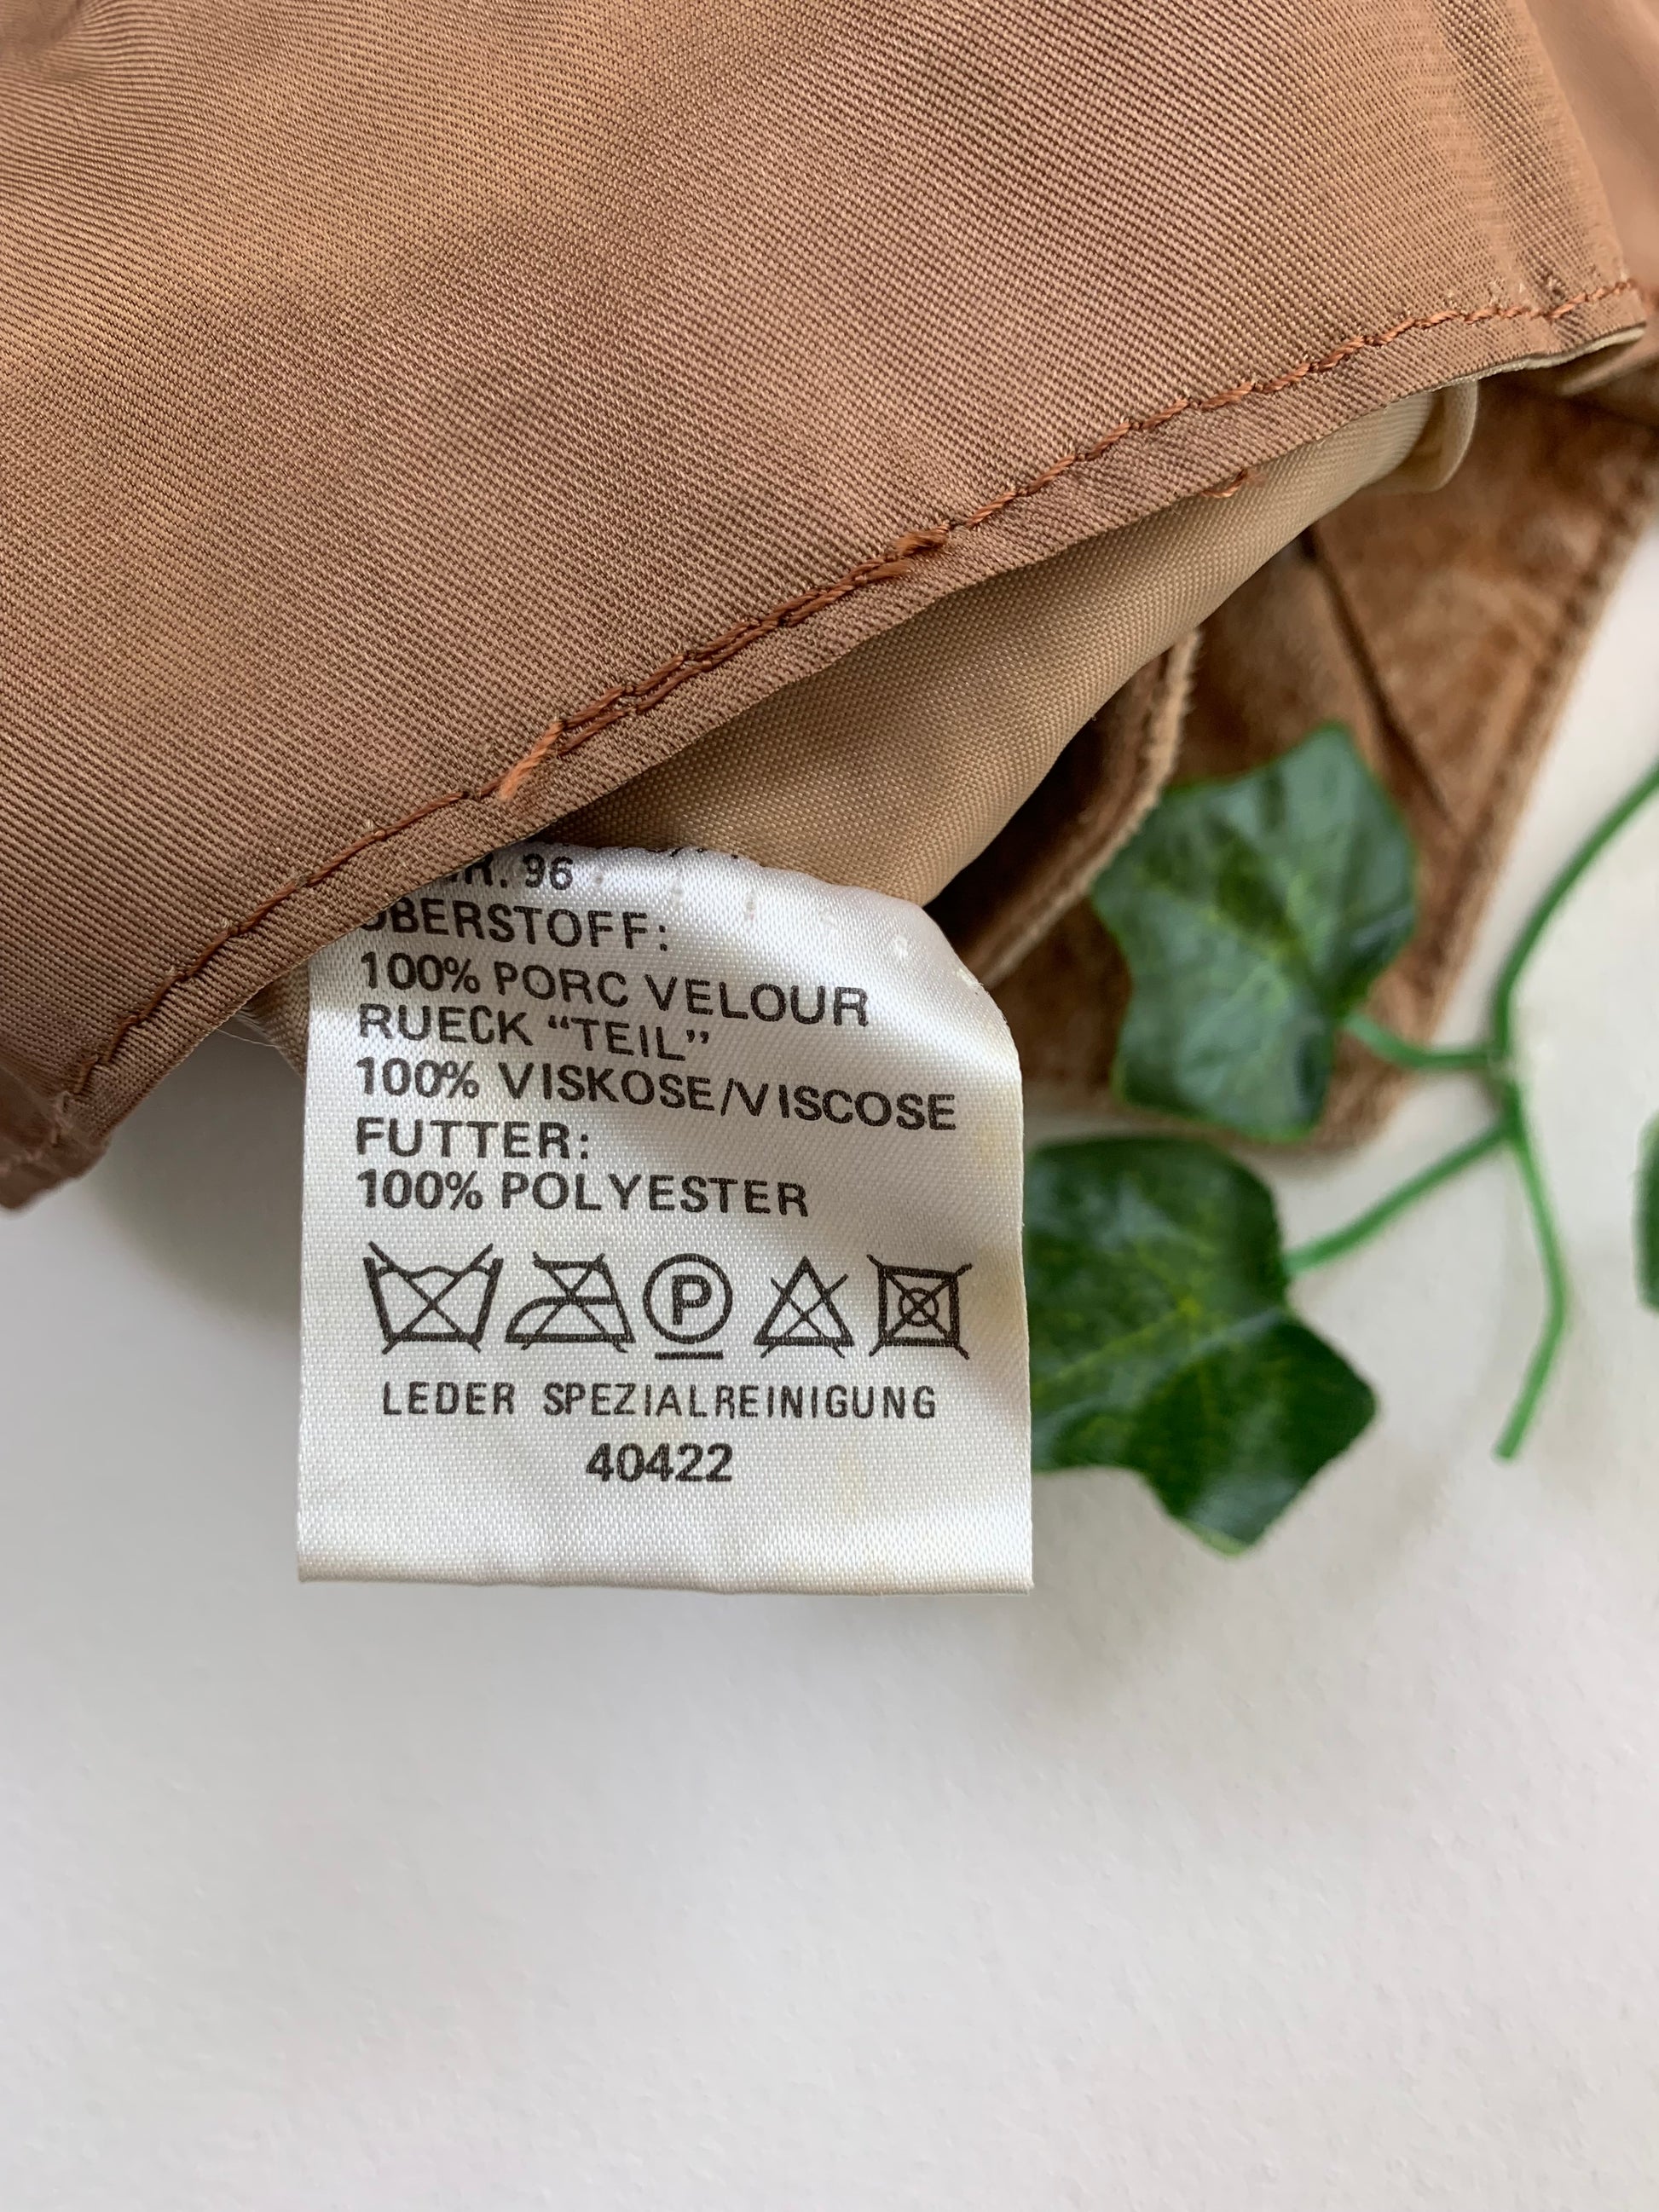 96
OBERSTOFF:
100% PORC VELOUR
RUECK “TEIL”
100% VISKOSE/VISCOSE
FUTTER:
100% POLYESTER
P
LEDER SPEZIALREINIGUNG
40422